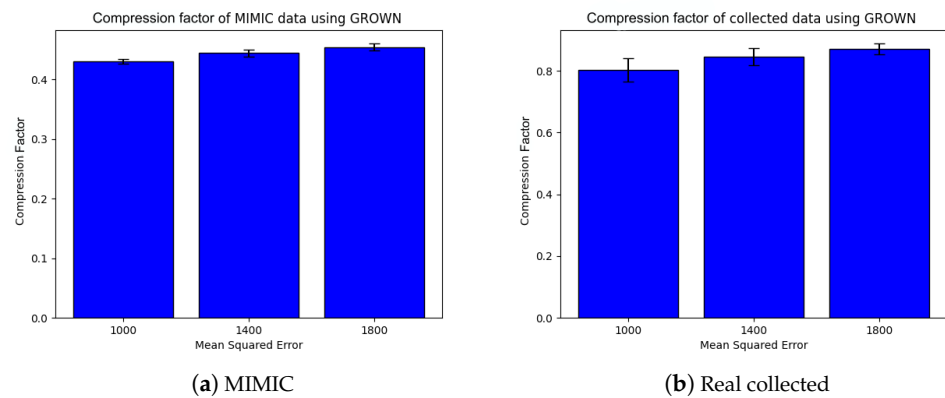 Compression factor of MIMIC data using GROWN
Compression Factor
0.4
0.3
0.2
0.1
0.0
1000 1400 1800
Mean Squared Error
(a) MIMIC
Compression factor of collected data using GROWN
Compression Factor
0.8
0.6
0.4
0.2
0.0
1000 1400 1800
Mean Squared Error
(b) Real collected